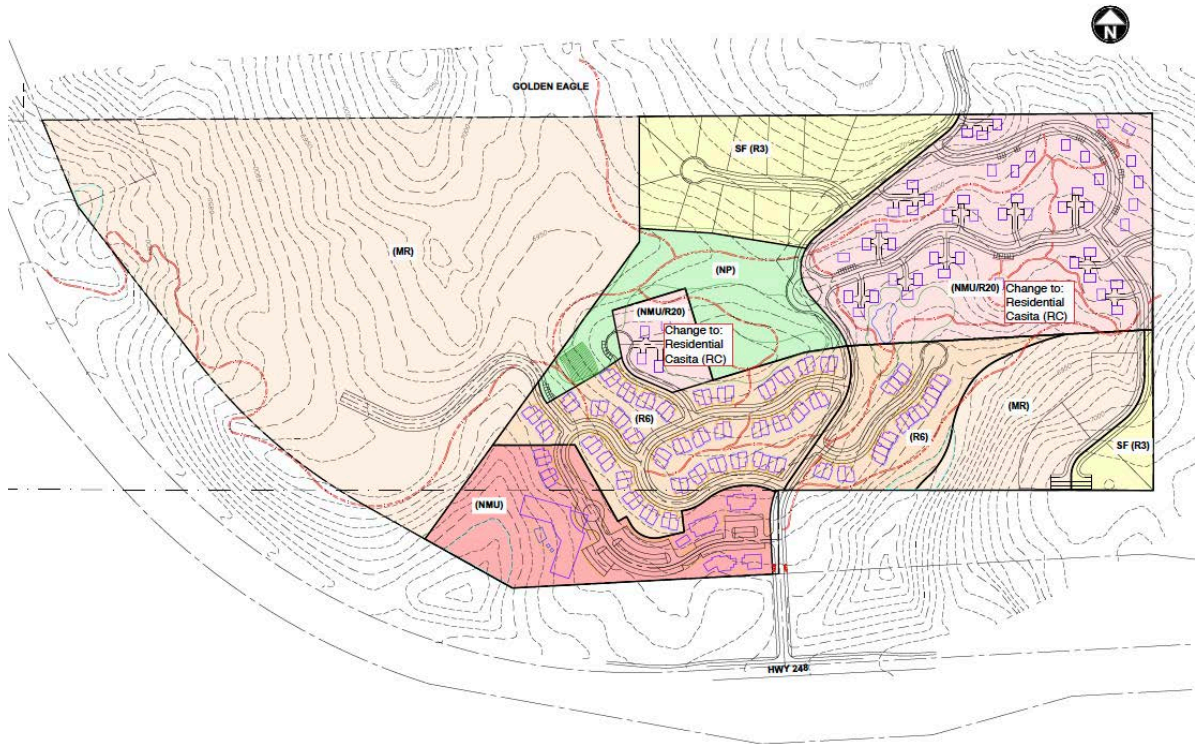 N
GOLDEN EAGLE
SF (R3)
(MR)
(NP)
(NMU/R20)
Change to:
Residential
Casita (RC)
(NMU/R20)
Change to:
Residential
Casita (RC)
(R6)
(R6)
(MR)
SF (R3)
(NMU)
HWY 248